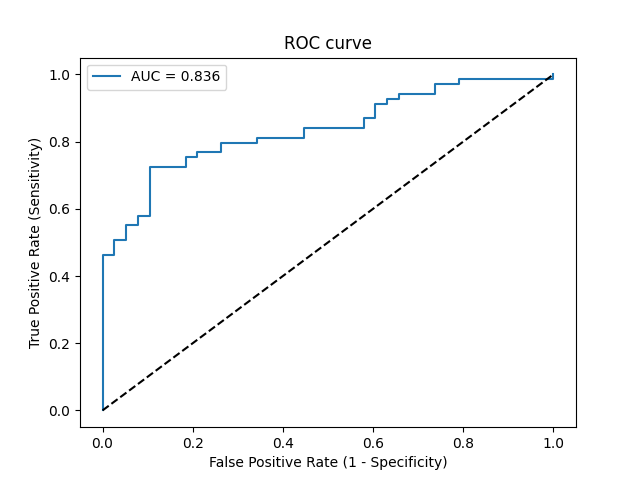 ROC curve
AUC = 0.836
1.0
0.8
0.6
0.4
0.2
0.0
True Positive Rate (Sensitivity)
0.0 0.2 0.4 0.6 0.8 1.0
False Positive Rate (1 - Specificity)